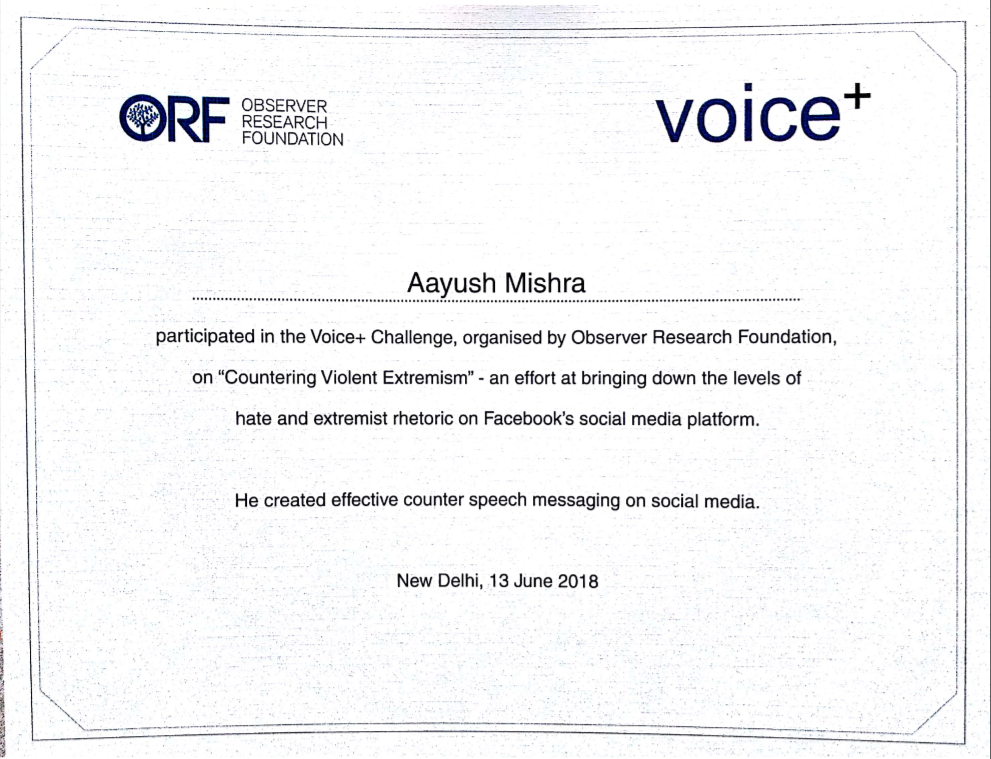 ORF OBSERVER
RESEARCH
FOUNDATION
voice+
Aayush Mishra
participated in the Voice+ Challenge, organised by Observer Research Foundation,
on “Countering Violent Extremism” - an effort at bringing down the levels of
hate and extremist rhetoric on Facebook's social media platform.
He created effective counter speech messaging on social media.
New Delhi, 13 June 2018